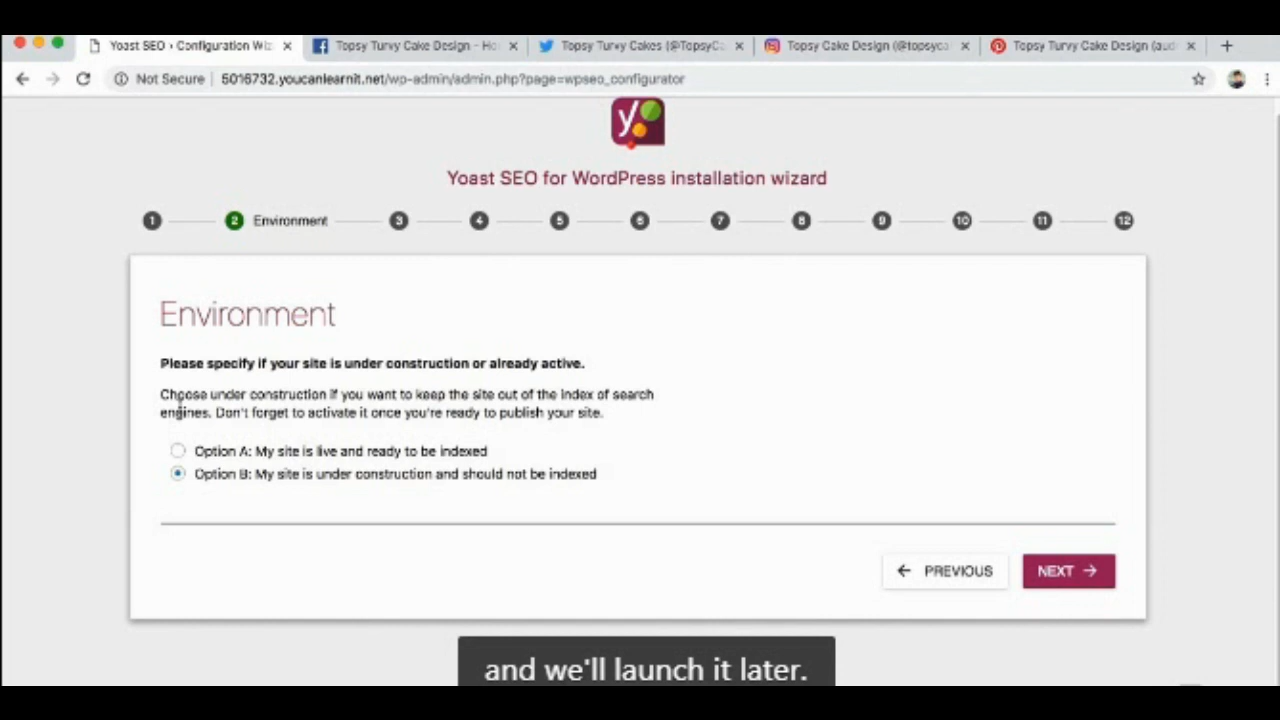 Yoast SEO › Configuration Wiz
Topsy Turvy Cake Design - Ho
Topsy Turvy Cakes (@TopsyC
Topsy Cake Design (@topsyca
Topsy Turvy Cake Design (aud
Not Secure | 5016732.youcanlearnit.net/wp-admin/admin.php?page=wpseo_configurator
y
Yoast SEO for WordPress installation wizard
1 2 Environment 3 4 5 6 7 8 9 10 11 12
Environment
Please specify if your site is under construction or already active.
Choose under construction if you want to keep the site out of the index of search
engines. Don't forget to activate it once you're ready to publish your site.
Option A: My site is live and ready to be indexed
Option B: My site is under construction and should not be indexed
← PREVIOUS NEXT →
and we'll launch it later.